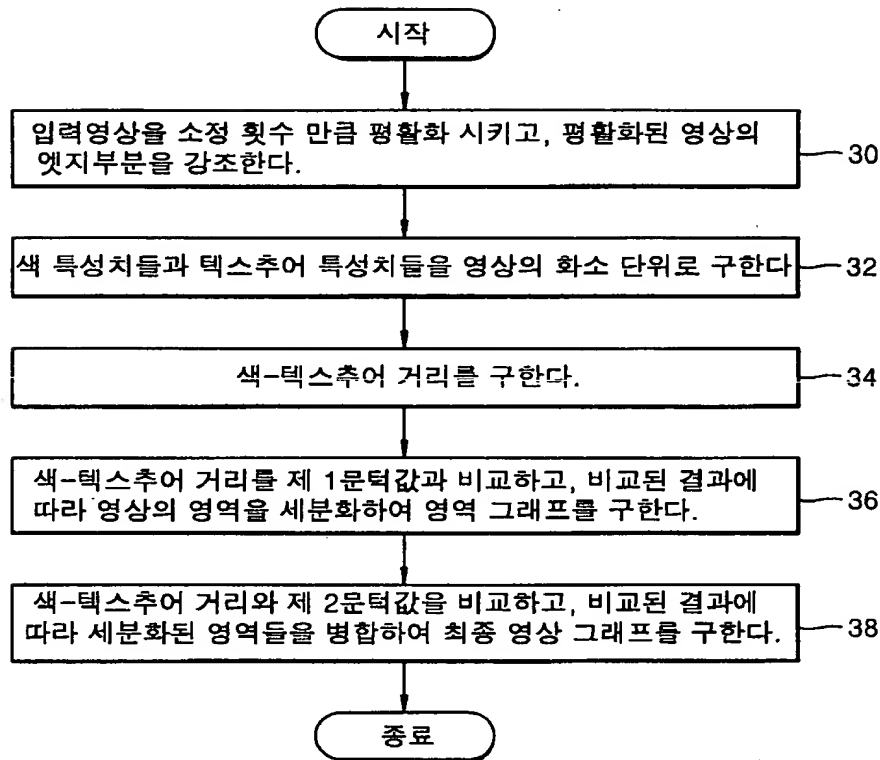 시작
입력영상을 소정 횟수 만큼 평활화 시키고, 평활화된 영상의
엣지부분을 강조한다.
30
색 특성치들과 텍스추어 특성치들을 영상의 화소 단위로 구한다
32
색-텍스추어 거리를 구한다.
34
색-텍스추어 거리를 제 1문턱값과 비교하고, 비교된 결과에
따라 영상의 영역을 세분화하여 영역 그래프를 구한다.
36
색-텍스추어 거리와 제 2문턱값을 비교하고, 비교된 결과에
따라 세분화된 영역들을 병합하여 최종 영상 그래프를 구한다.
38
종료